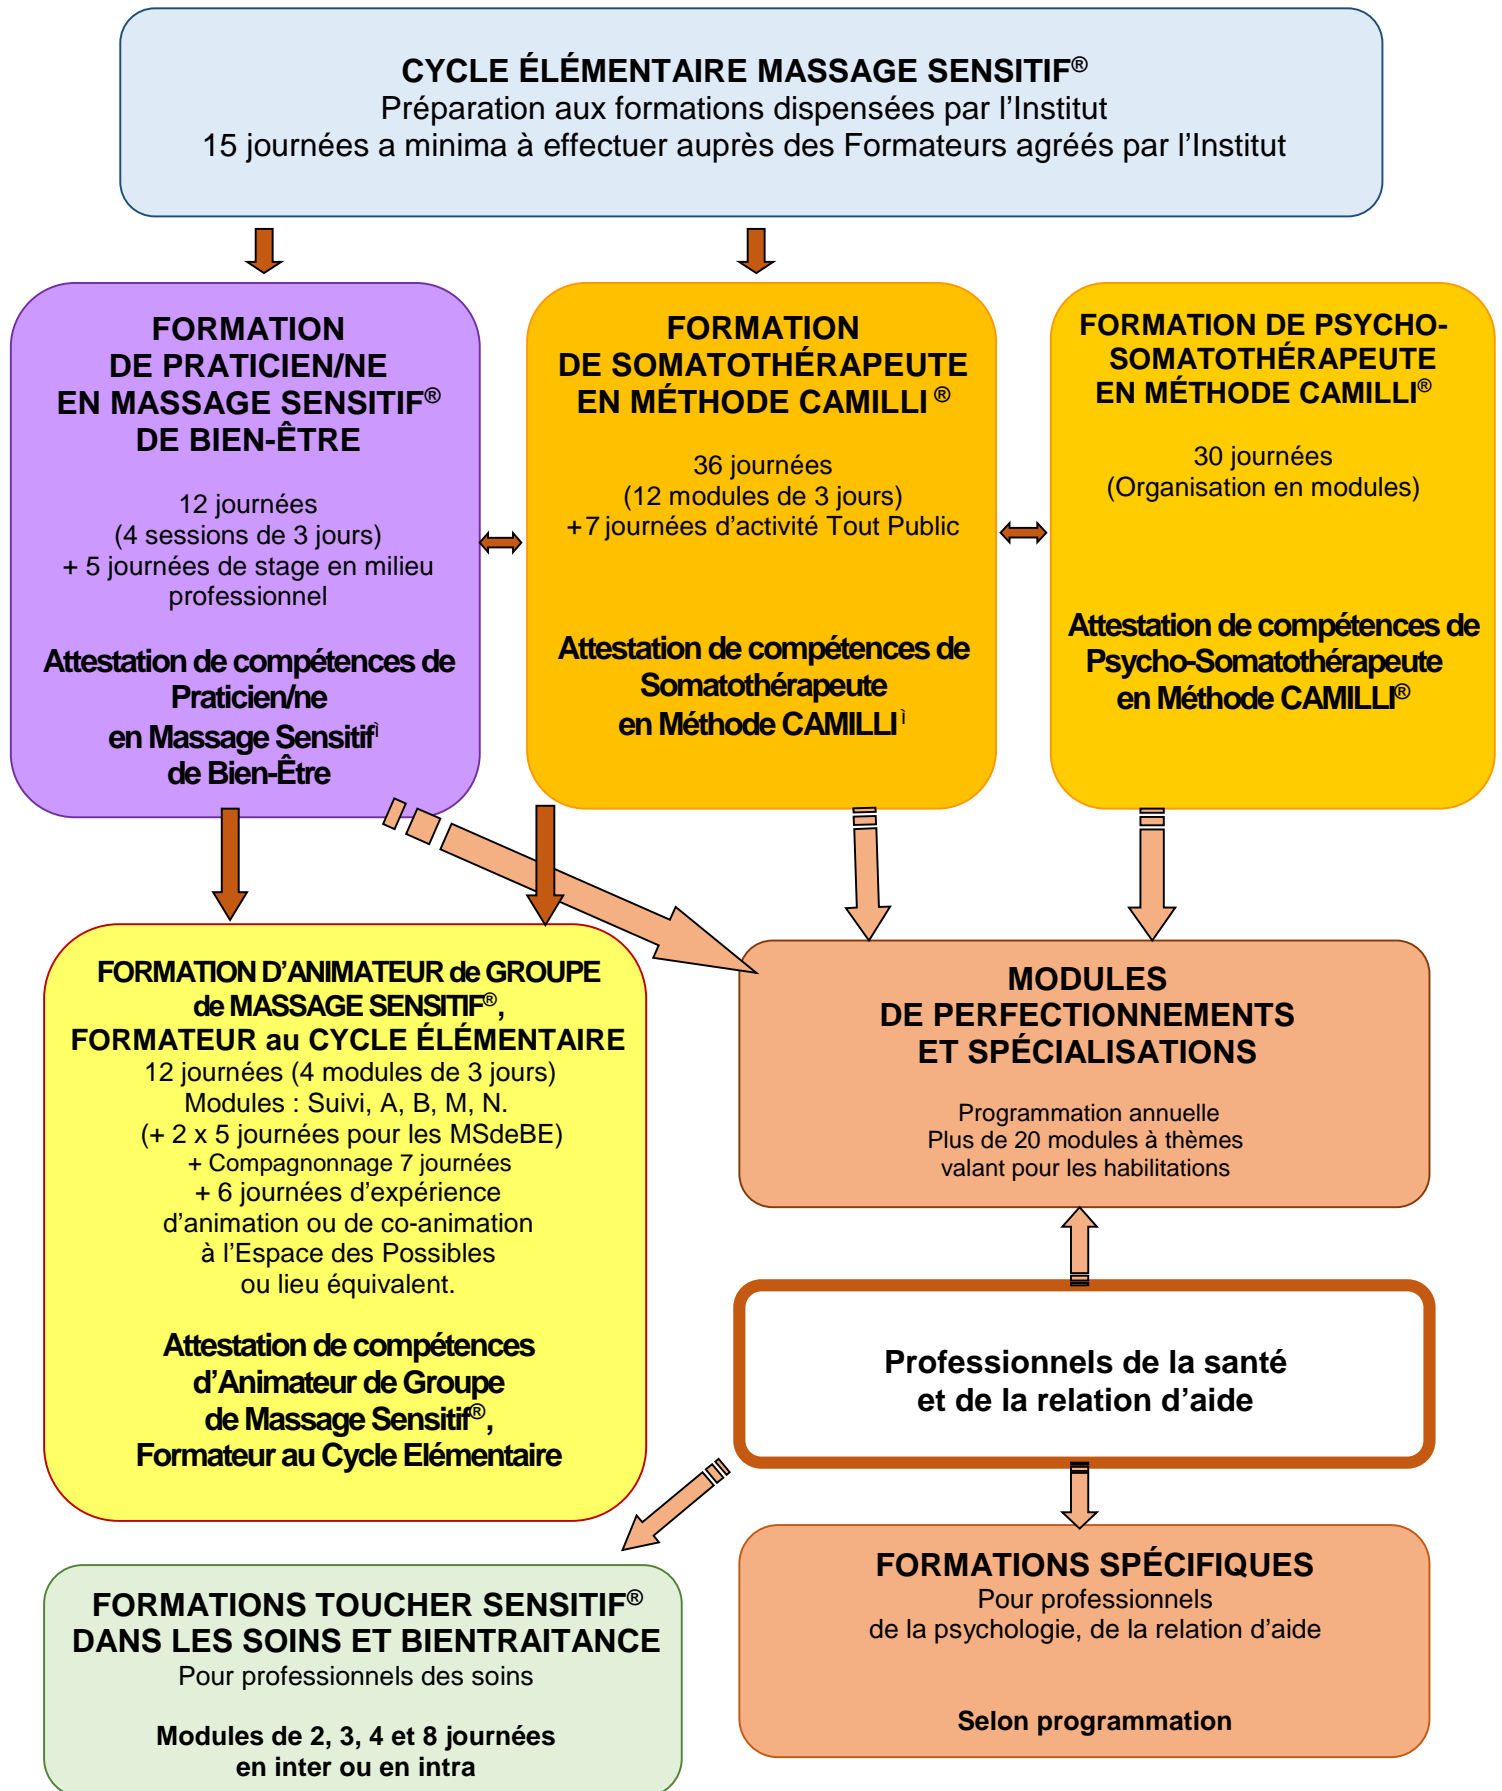 CYCLE ÉLÉMENTAIRE MASSAGE SENSITIF®
Préparation aux formations dispensées par l’Institut
15 journées a minima à effectuer auprès des Formateurs agréés par l’Institut
FORMATION
DE PRATICIEN/NE
EN MASSAGE SENSITIF®
DE BIEN-ÊTRE
12 journées
(4 sessions de 3 jours)
+ 5 journées de stage en milieu
professionnel
Attestation de compétences de
Praticien/ne
en Massage Sensitifì
de Bien-Être
FORMATION
DE SOMATOTHÉRAPEUTE
EN MÉTHODE CAMILLI ®
36 journées
(12 modules de 3 jours)
+ 7 journées d’activité Tout Public
Attestation de compétences de
Somatothérapeute
en Méthode CAMILLIì
FORMATION DE PSYCHO-
SOMATOTHÉRAPEUTE
EN MÉTHODE CAMILLI®
30 journées
(Organisation en modules)
Attestation de compétences de
Psycho-Somatothérapeute
en Méthode CAMILLI®
FORMATION D’ANIMATEUR de GROUPE
de MASSAGE SENSITIF®,
FORMATEUR au CYCLE ÉLÉMENTAIRE
12 journées (4 modules de 3 jours)
Modules : Suivi, A, B, M, N.
(+ 2 x 5 journées pour les MSdeBE)
+ Compagnonnage 7 journées
+ 6 journées d’expérience
d’animation ou de co-animation
à l’Espace des Possibles
ou lieu équivalent.
Attestation de compétences
d’Animateur de Groupe
de Massage Sensitif®,
Formateur au Cycle Elémentaire
MODULES
DE PERFECTIONNEMENTS
ET SPÉCIALISATIONS
Programmation annuelle
Plus de 20 modules à thèmes
valant pour les habilitations
Professionnels de la santé
et de la relation d’aide
FORMATIONS TOUCHER SENSITIF®
DANS LES SOINS ET BIENTRAITANCE
Pour professionnels des soins
Modules de 2, 3, 4 et 8 journées
en inter ou en intra
FORMATIONS SPÉCIFIQUES
Pour professionnels
de la psychologie, de la relation d’aide
Selon programmation